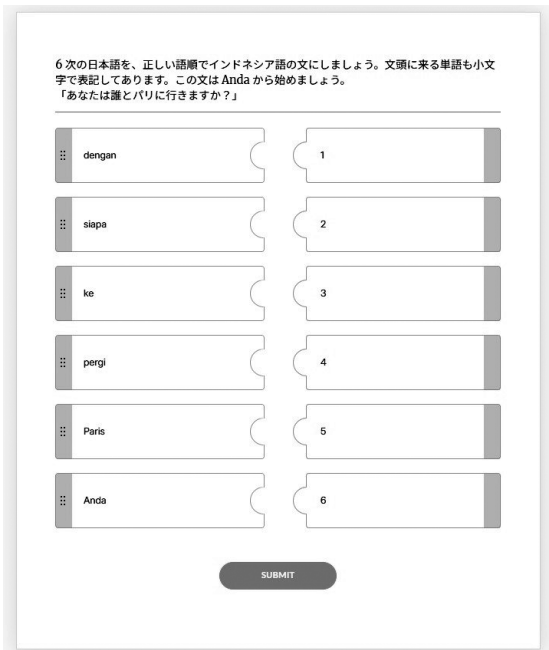 6 次の日本語を、正しい語順でインドネシア語の文にしましょう。文頭に来る単語も小文
字で表記してあります。この文は Anda から始めましょう。
「あなたは誰とパリに行きますか？」
dengan
1
siapa
2
ke
3
pergi
4
Paris
5
Anda
6
SUBMIT